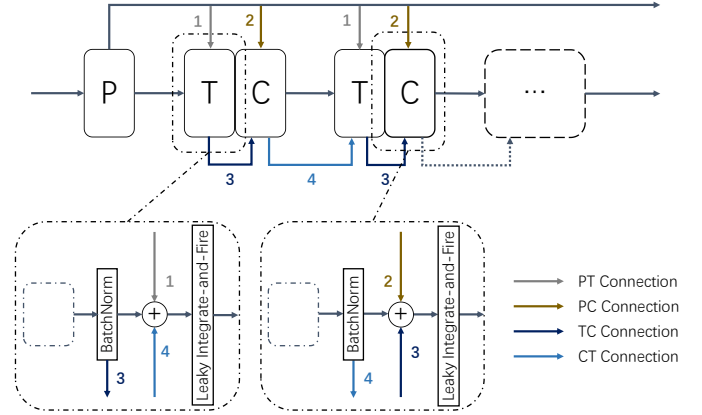 1
2
1
2
P
T
C
T
C
...
3
4
3
BatchNorm
1
4
3
Leaky Integrate-and-Fire
BatchNorm
2
3
4
Leaky Integrate-and-Fire
PT Connection
PC Connection
TC Connection
CT Connection